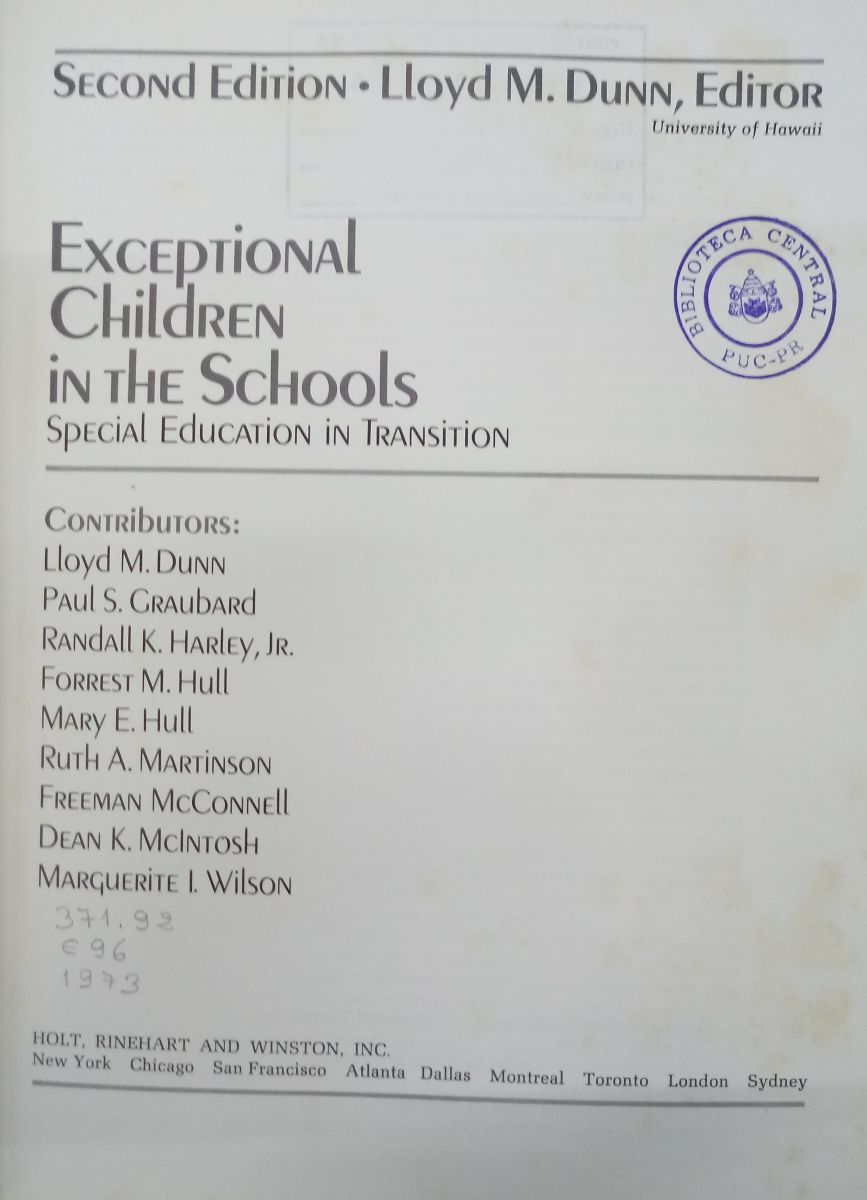 Second Edition • Lloyd M. Dunn, Editor
University of Hawaii
Exceptional
Children
in the Schools
Special Education in Transition
BIBLIOTECA CENTRAL
PUC-PR
Contributors:
Lloyd M. Dunn
Paul S. Graubard
Randall K. Harley, Jr.
Forrest M. Hull
Mary E. Hull
Ruth A. Martinson
Freeman McConnell
Dean K. McIntosh
Marguerite I. Wilson
371.92
E96
1973
HOLT, RINEHART AND WINSTON, INC.
New York Chicago San Francisco Atlanta Dallas Montreal Toronto London Sydney